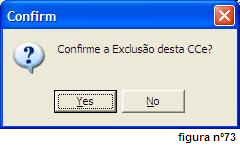 Confirm
Confirme a Exclusão desta CCe?
Yes No
figura nº73